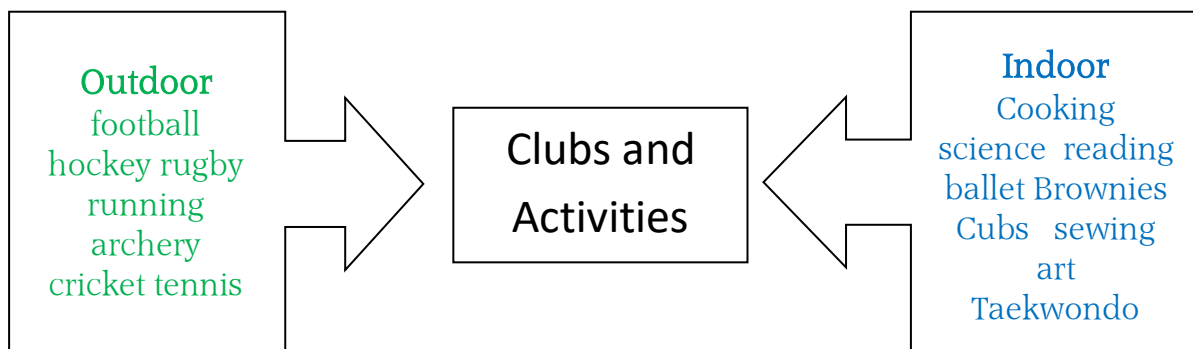 Outdoor
football
hockey rugby
running
archery
cricket tennis
Clubs and
Activities
Indoor
Cooking
science reading
ballet Brownies
Cubs sewing
art
Taekwondo